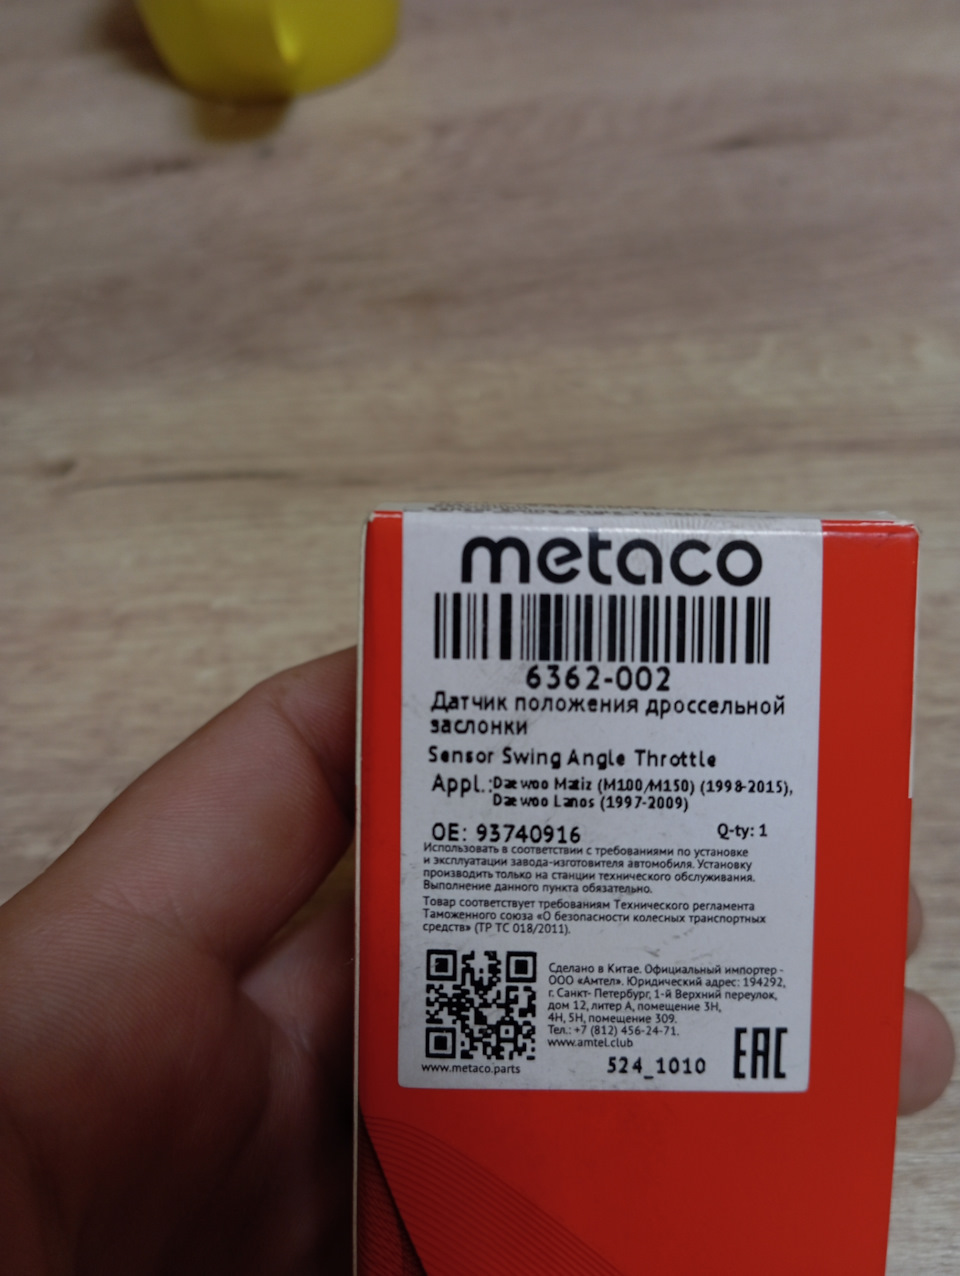 metaco
6362-002
Датчик положения дроссельной
заслонки
Sensor Swing Angle Throttle
Appl.:Daewoo Matiz (M100/M150) (1998-2015),
Daewoo Lanos (1997-2009)
OE: 93740916
Q-ty: 1
Использовать в соответствии с требованиями по установке
и эксплуатации завода-изготовителя автомобиля. Установку
производить только на станции технического обслуживания.
Выполнение данного пункта обязательно.
Товар соответствует требованиям Технического регламента
Таможенного союза «О безопасности колесных транспортных
средств» (ТР ТС 018/2011).
Сделано в Китае. Официальный импортер -
ООО «Амтел». Юридический адрес: 194292,
г. Санкт- Петербург, 1-й Верхний переулок,
дом 12, литер А, помещение 3Н,
4Н, 5Н, помещение 309.
Тел.: +7 (812) 456-24-71.
www.amtel.club
www.metaco.parts
524_1010
EAC